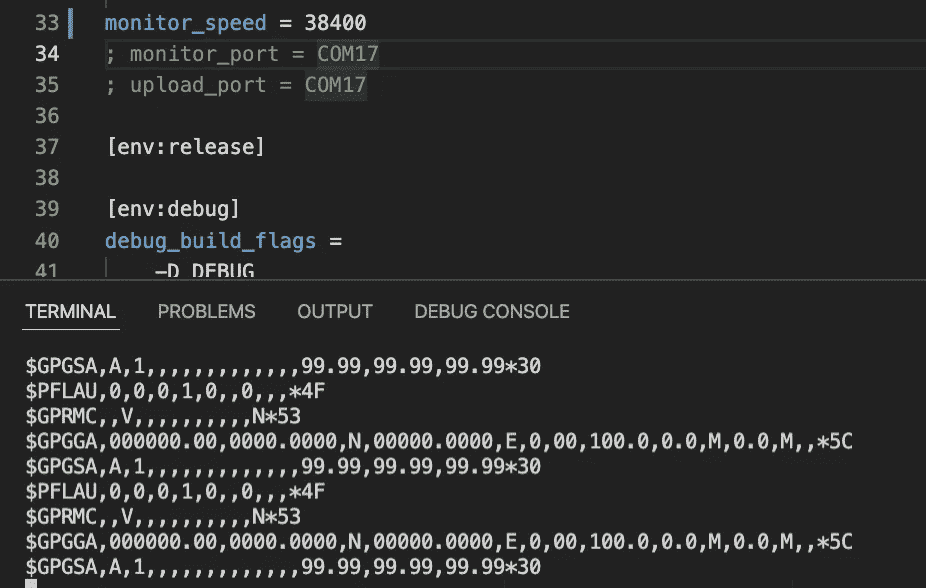 33 monitor_speed = 38400
34 ; monitor_port = COM17
35 ; upload_port = COM17
36
37 [env:release]
38
39 [env:debug]
40 debug_build_flags =
41 -D DEBUG
TERMINAL PROBLEMS OUTPUT DEBUG CONSOLE
$GPGSA,A,1,,,,,,,,,,,,,99.99,99.99,99.99*30
$PFLAU,0,0,0,1,0,,0,,,*4F
$GPRMC,,V,,,,,,,,,,N*53
$GPGGA,000000.00,0000.0000,N,00000.0000,E,0,00,100.0,0.0,M,0.0,M,,*5C
$GPGSA,A,1,,,,,,,,,,,,,99.99,99.99,99.99*30
$PFLAU,0,0,0,1,0,,0,,,*4F
$GPRMC,,V,,,,,,,,,,N*53
$GPGGA,000000.00,0000.0000,N,00000.0000,E,0,00,100.0,0.0,M,0.0,M,,*5C
$GPGSA,A,1,,,,,,,,,,,,,99.99,99.99,99.99*30